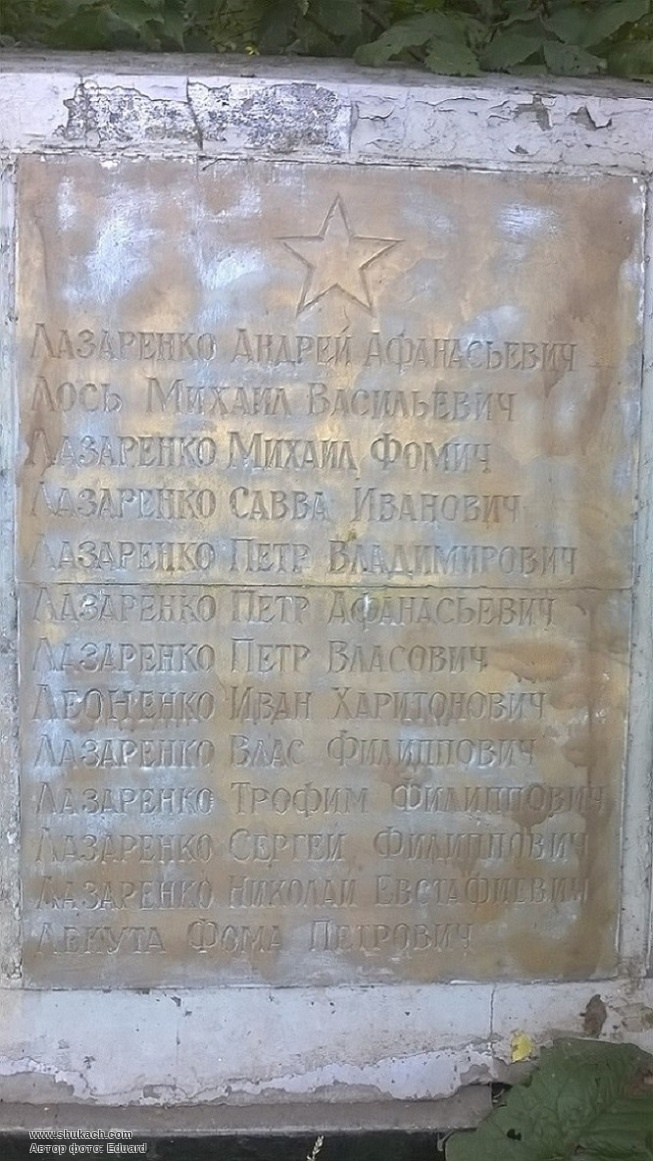 Лазаренко Андрей Афанасьевич
Лось Михаил Васильевич
Лазаренко Михаил Фомич
Лазаренко Савва Иванович
Лазаренко Петр Владимирович
Лазаренко Петр Афанасьевич
Лазаренко Петр Власович
Леоненко Иван Харитонович
Лазаренко Влас Филиппович
Лазаренко Трофим Филиппович
Лазаренко Сергей Филиппович
Лазаренко Николай Евстафиевич
Фома Петрович
www.shukach.com
Автор фото: Eduard